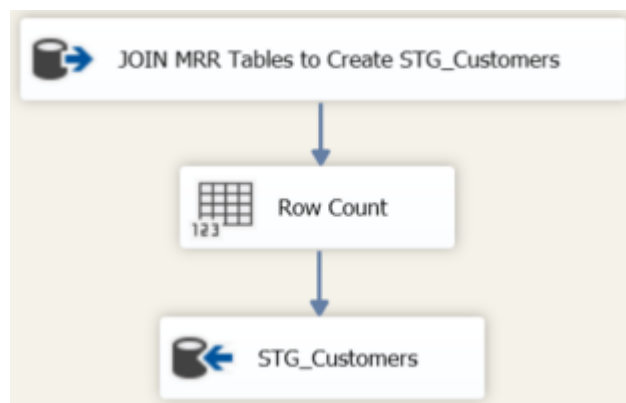 JOIN MRR Tables to Create STG_Customers
123
Row Count
STG_Customers